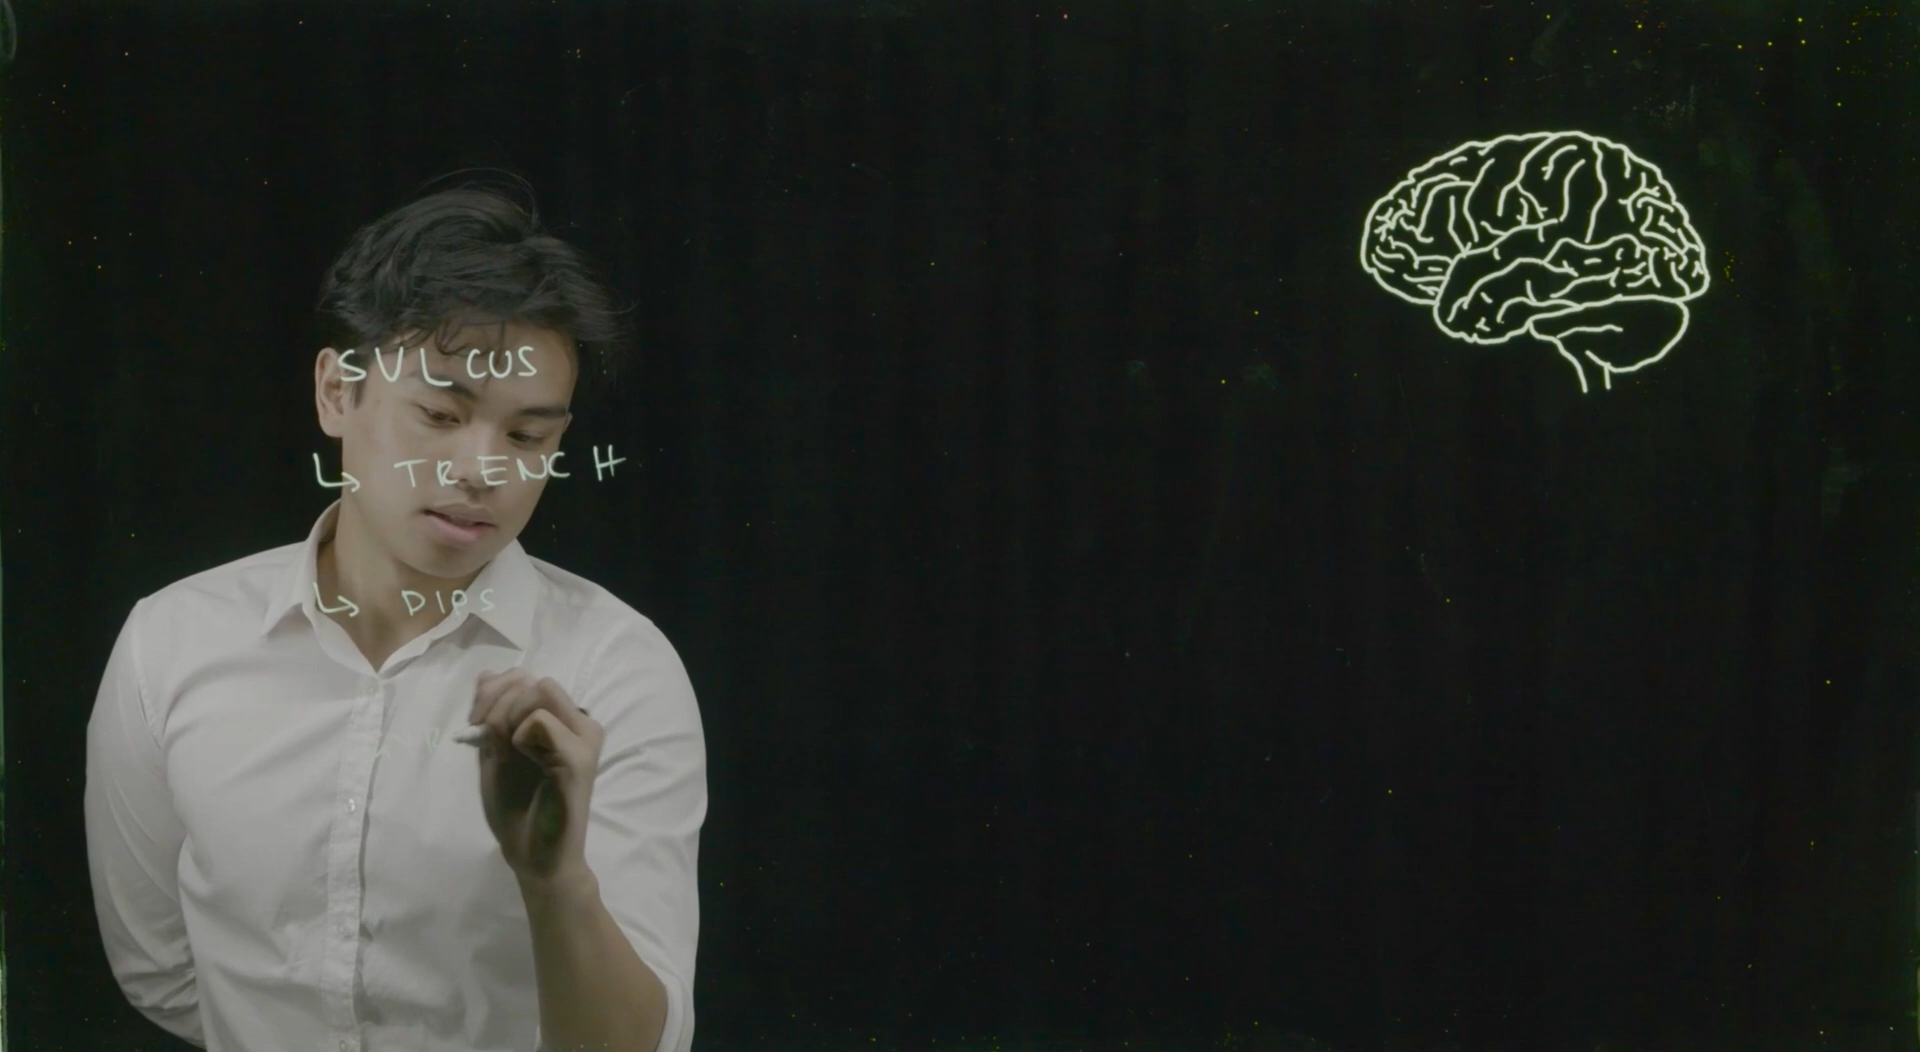 SULCUS
↳ TRENCH
↳ DIPS